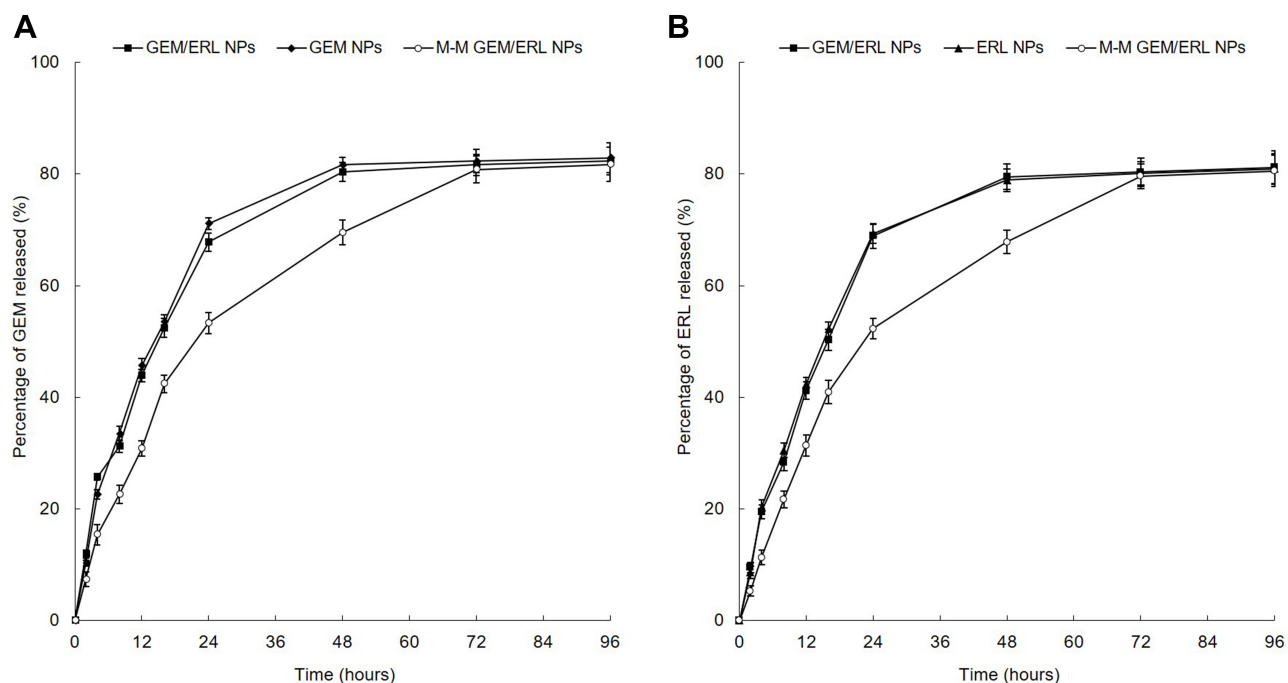 A
GEM/ERL NPs GEM NPs M-M GEM/ERL NPs
100
80
60
40
20
0
Percentage of GEM released (%)
0 12 24 36 48 60 72 84 96
Time (hours)
B
GEM/ERL NPs ERL NPs M-M GEM/ERL NPs
100
80
60
40
20
0
Percentage of ERL released (%)
0 12 24 36 48 60 72 84 96
Time (hours)